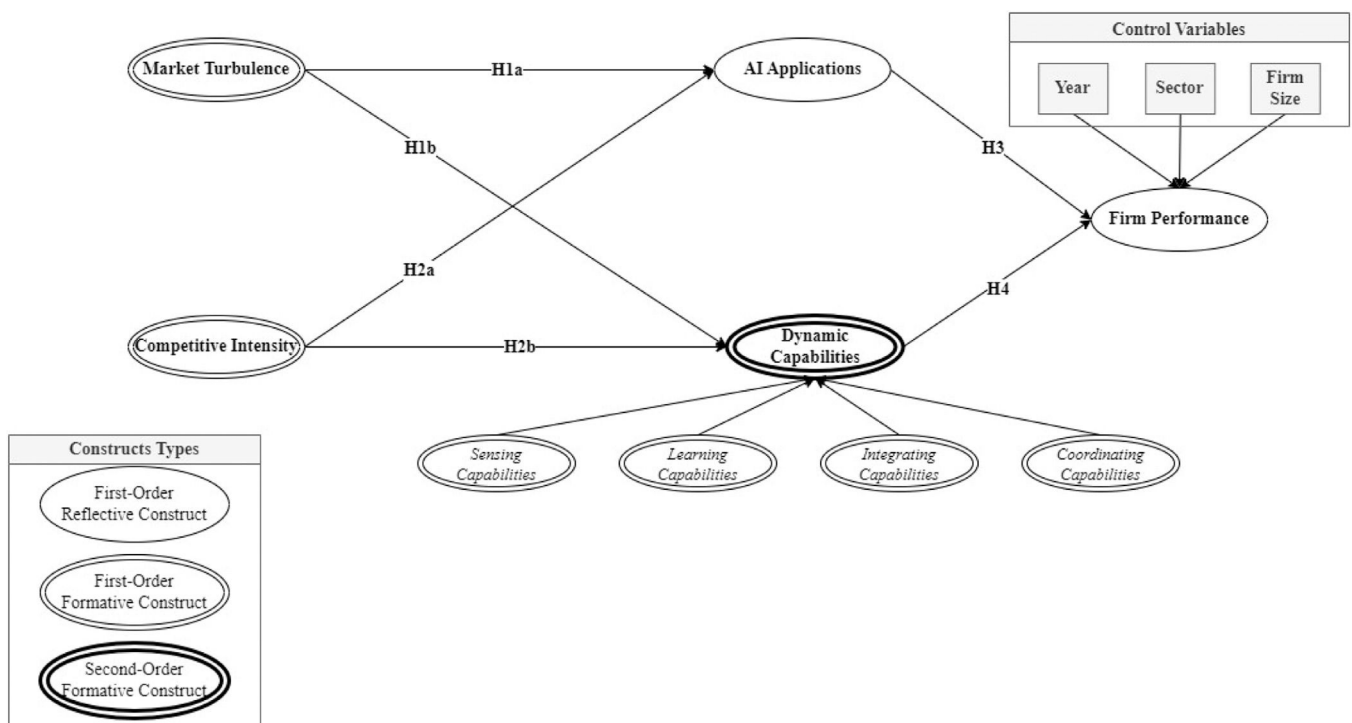 Control Variables
Market Turbulence
H1a
AI Applications
Year
Sector
Firm
Size
H1b
H3
Firm Performance
H2a
H4
Competitive Intensity
H2b
Dynamic
Capabilities
Sensing
Capabilities
Learning
Capabilities
Integrating
Capabilities
Coordinating
Capabilities
Constructs Types
First-Order
Reflective Construct
First-Order
Formative Construct
Second-Order
Formative Construct